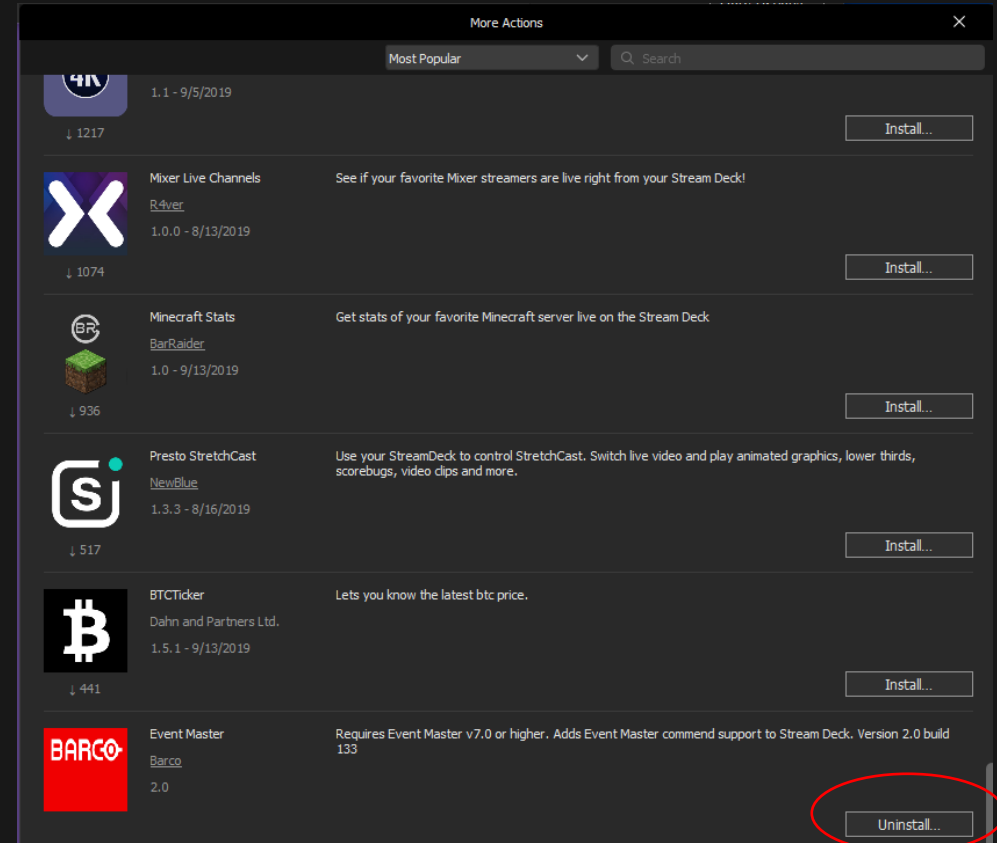 More Actions
Most Popular
Search
4K
1.1 - 9/5/2019
↓ 1217
Install...
Mixer Live Channels
See if your favorite Mixer streamers are live right from your Stream Deck!
R4ver
1.0.0 - 8/13/2019
↓ 1074
Install...
BR
Minecraft Stats
Get stats of your favorite Minecraft server live on the Stream Deck
BarRaider
1.0 - 9/13/2019
↓ 936
Install...
S
Presto StretchCast
Use your StreamDeck to control StretchCast. Switch live video and play animated graphics, lower thirds,
scorebugs, video clips and more.
NewBlue
1.3.3 - 8/16/2019
↓ 517
Install...
BTCTicker
Lets you know the latest btc price.
Dahn and Partners Ltd.
1.5.1 - 9/13/2019
↓ 441
Install...
BARCO
Event Master
Requires Event Master v7.0 or higher. Adds Event Master commend support to Stream Deck. Version 2.0 build
133
Barco
2.0
Uninstall...